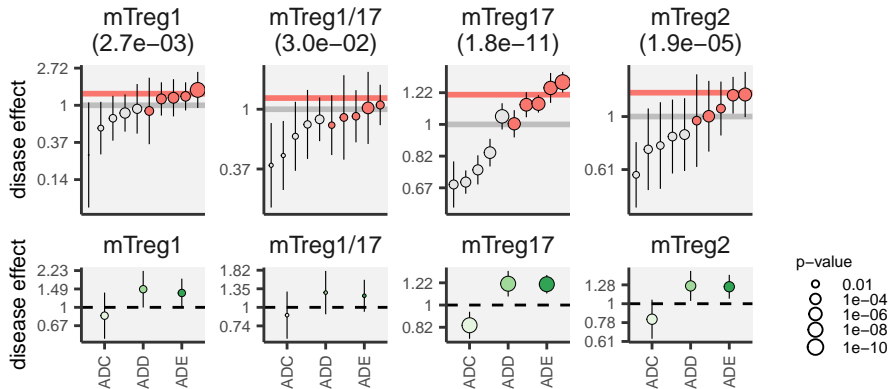 mTreg1 mTreg1/17 mTreg17 mTreg2
(2.7e−03) (3.0e−02) (1.8e−11) (1.9e−05)
disase effect
2.72
1
0.37
0.14
1
0.37
1.22
1
0.82
0.67
1
0.61
mTreg1 mTreg1/17 mTreg17 mTreg2
disease effect
2.23
1.49
1
0.67
1.82
1.35
1
0.74
1.22
1
0.82
1.28
1
0.78
0.61
ADC ADD ADE
ADC ADD ADE
ADC ADD ADE
ADC ADD ADE
p−value
0.01
1e−04
1e−06
1e−08
1e−10